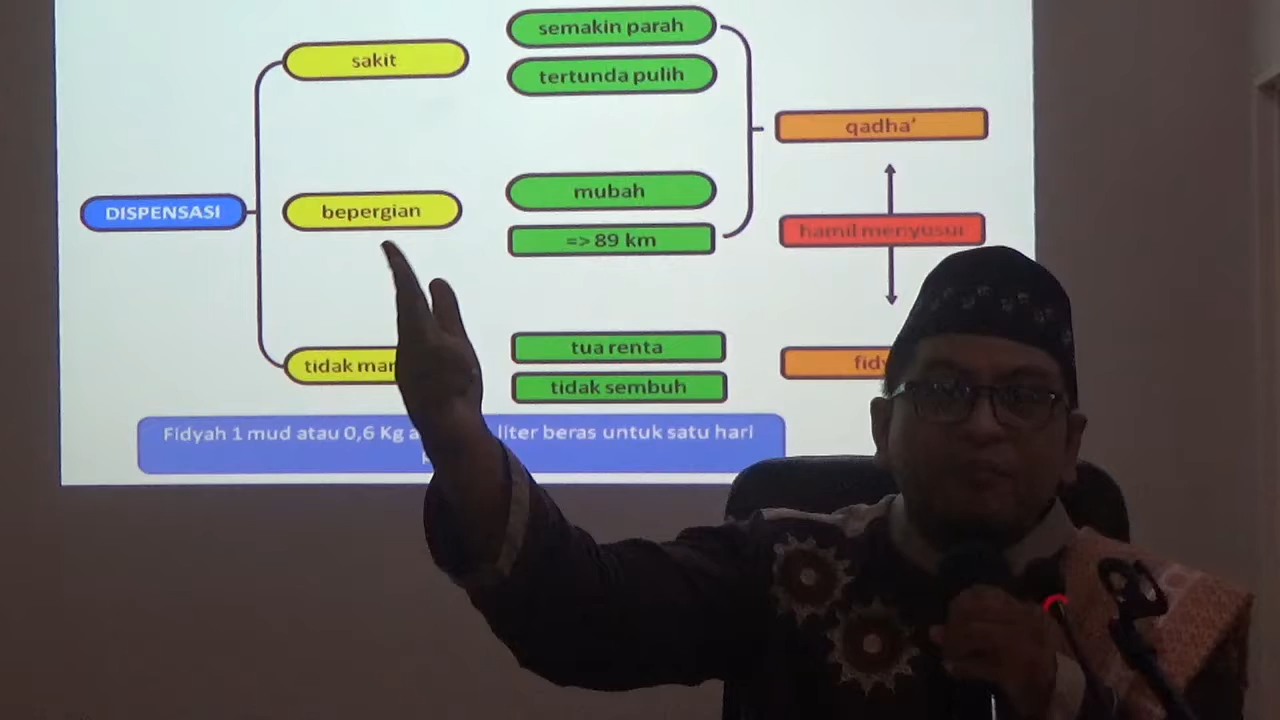 semakin parah
sakit
tertunda pulih
qadha'
mubah
DISPENSASI
bepergian
=> 89 km
hamil menyusui
tua renta
tidak
tidak sembuh
Fidyah 1 mud atau 0,6 Kg
liter beras untuk satu hari